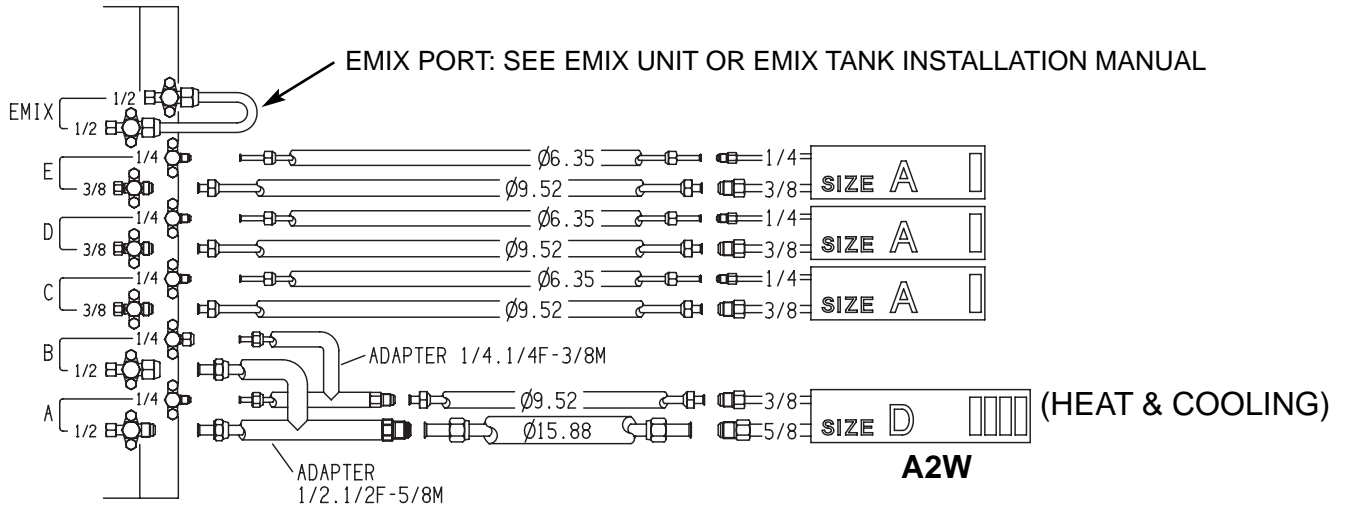 EMIX PORT: SEE EMIX UNIT OR EMIX TANK INSTALLATION MANUAL
EMIX
1/2
1/2
E
1/4
3/8
Ø6.35
Ø9.52
1/4
3/8
SIZE A
D
1/4
3/8
Ø6.35
Ø9.52
1/4
3/8
SIZE A
C
1/4
3/8
Ø6.35
Ø9.52
1/4
3/8
SIZE A
B
1/4
1/2
ADAPTER 1/4.1/4F-3/8M
A
1/4
1/2
Ø9.52
Ø15.88
3/8
5/8
SIZE D
(HEAT & COOLING)
A2W
ADAPTER
1/2.1/2F-5/8M